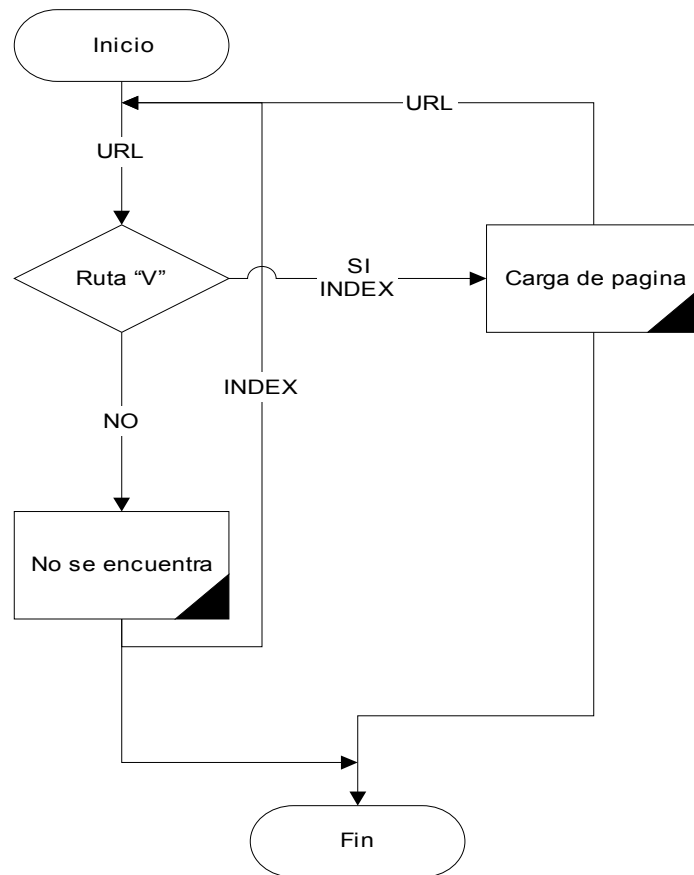 Inicio
URL
URL
Ruta “V”
SI
INDEX
Carga de pagina
INDEX
NO
No se encuentra
Fin